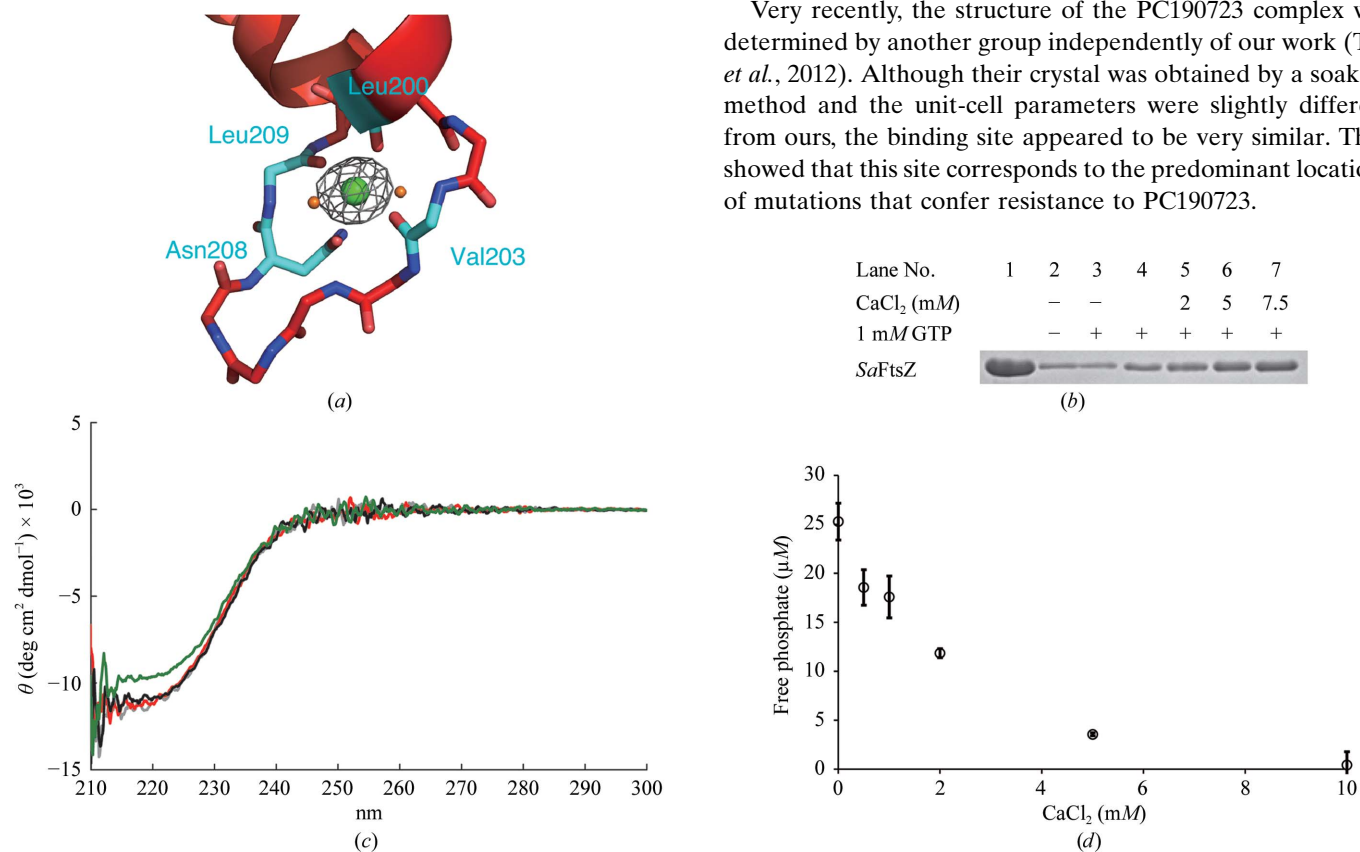 Leu200
Leu209
Asn208
Val203
(a)
Very recently, the structure of the PC190723 complex
determined by another group independently of our work
et al., 2012). Although their crystal was obtained by a
method and the unit-cell parameters were slightly
from ours, the binding site appeared to be very similar.
showed that this site corresponds to the predominant
of mutations that confer resistance to PC190723.
Lane No. 1 2 3 4 5 6 7
CaCl₂ (mM) − − 2 5 7.5
1 mM GTP − + + + + +
SaFtsZ
(b)
5
0
−5
−10
−15
θ (deg cm² dmol⁻¹) × 10³
210 220 230 240 250 260 270 280 290 300
nm
(c)
30
25
20
15
10
5
0
Free phosphate (μM)
0 2 4 6 8 10
CaCl₂ (mM)
(d)